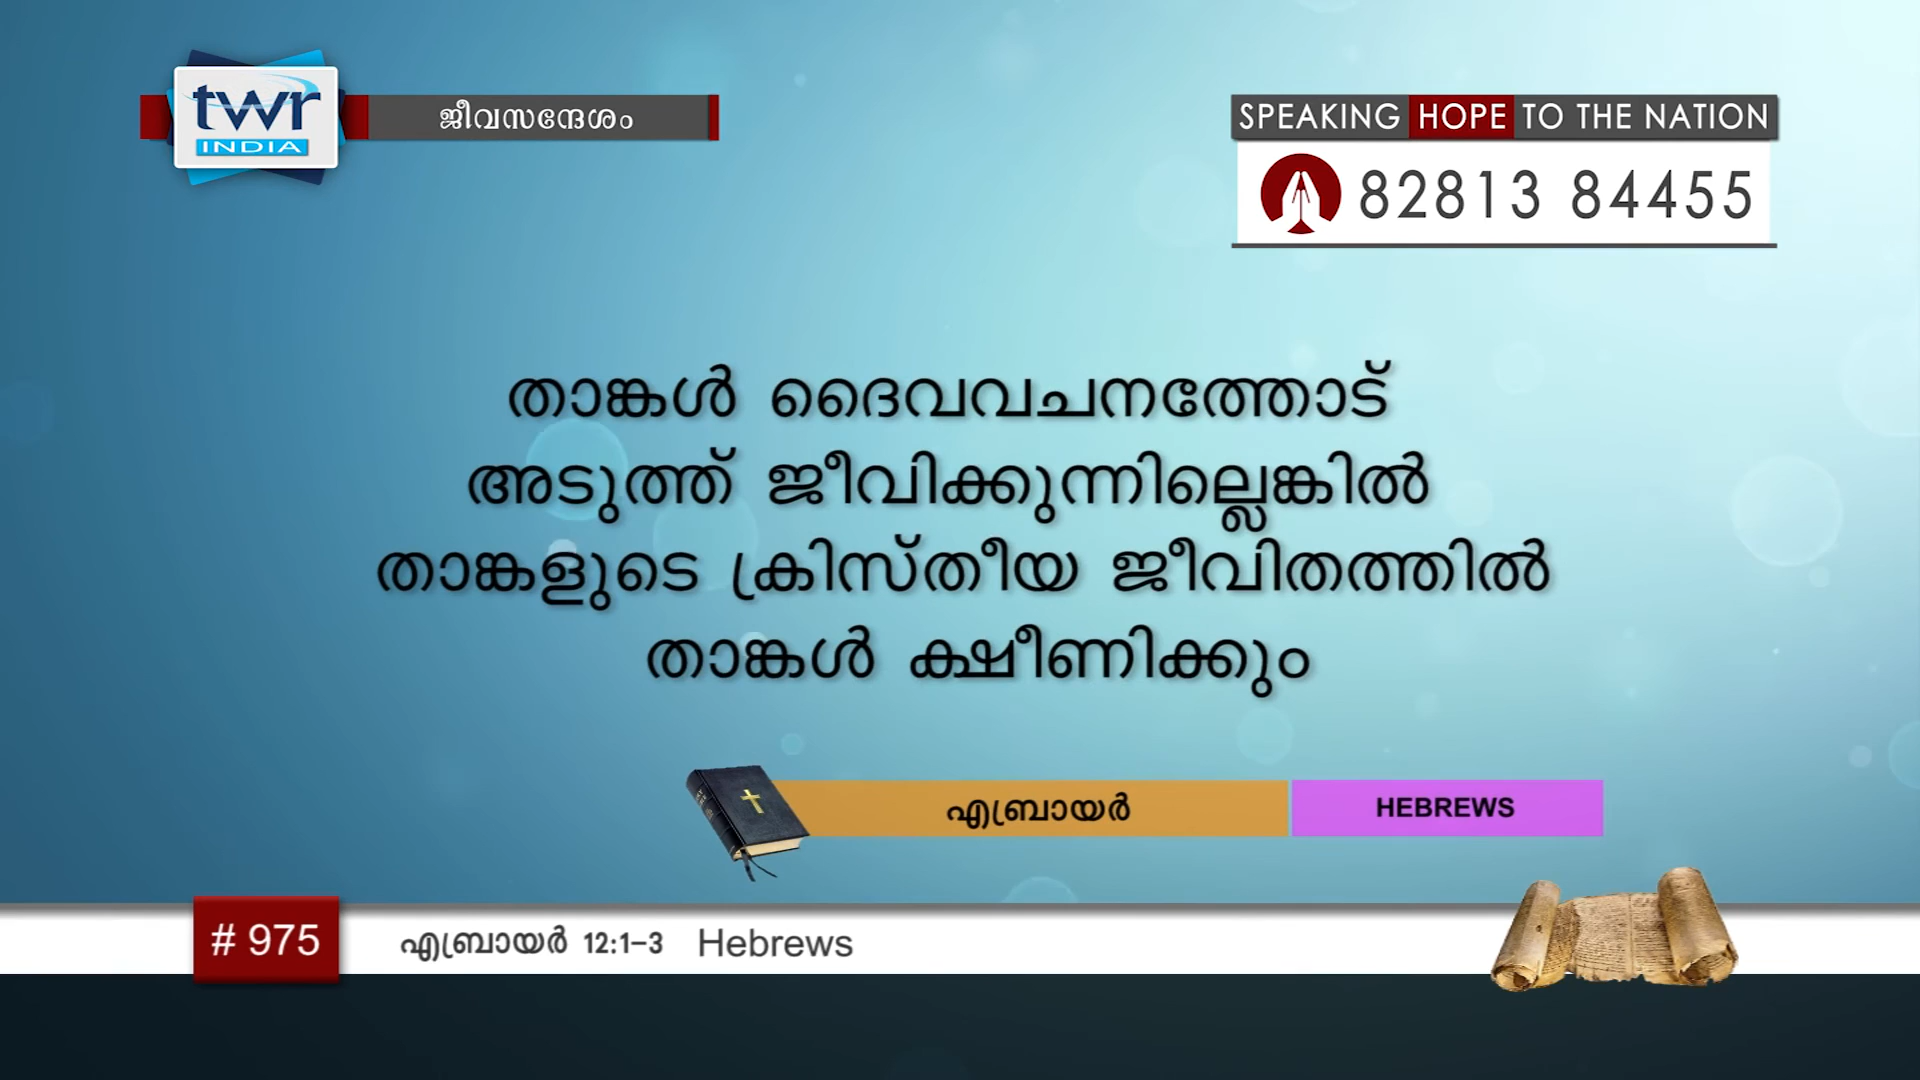 twr
INDIA
ജീവസന്ദേശം
SPEAKING HOPE TO THE NATION
82813 84455
താങ്കൾ ദൈവവചനത്തോട്
അടുത്ത് ജീവിക്കുന്നില്ലെങ്കിൽ
താങ്കളുടെ ക്രിസ്തീയ ജീവിതത്തിൽ
താങ്കൾ ക്ഷീണിക്കും
എബ്രായർ HEBREWS
# 975 എബ്രായർ 12:1-3 Hebrews